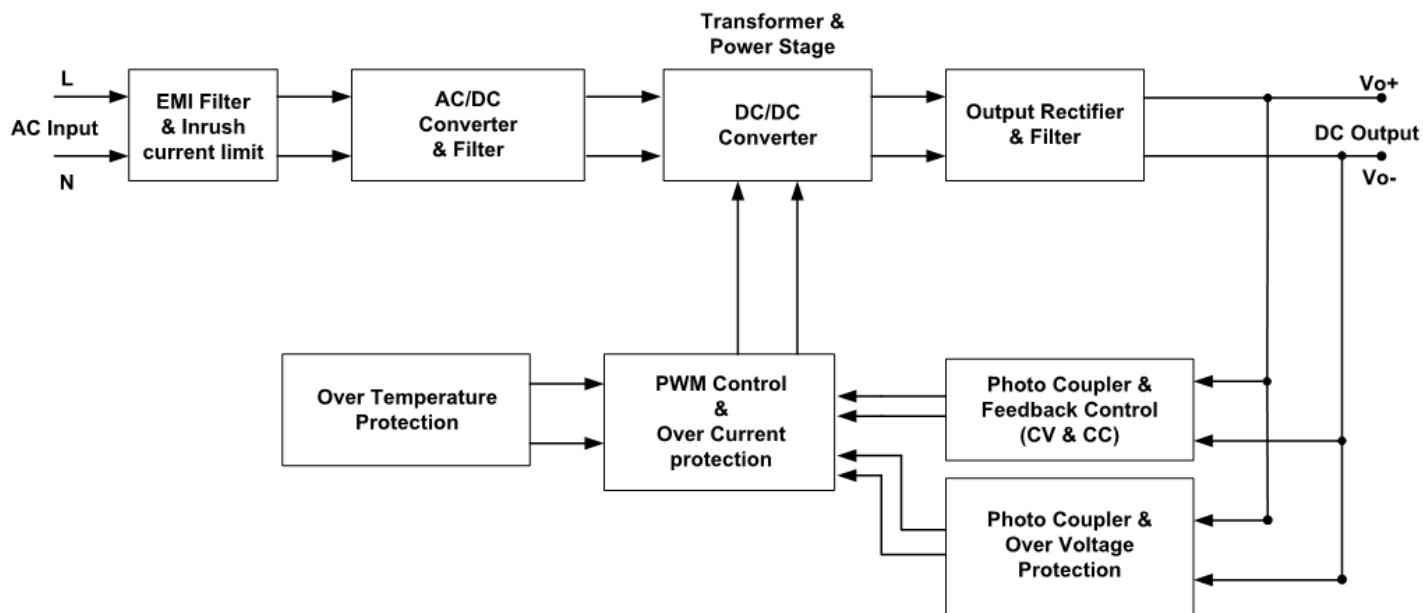 Transformer &
Power Stage
L
AC Input
N
EMI Filter
& Inrush
current limit
AC/DC
Converter
& Filter
DC/DC
Converter
Output Rectifier
& Filter
Vo+
DC Output
Vo-
Over Temperature
Protection
PWM Control
&
Over Current
protection
Photo Coupler &
Feedback Control
(CV & CC)
Photo Coupler &
Over Voltage
Protection